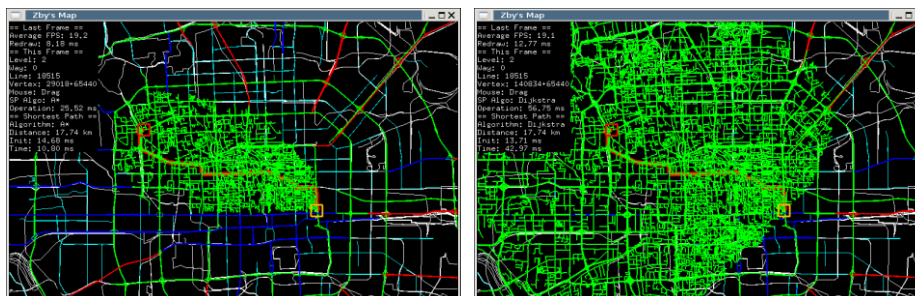 Zby's Map
== Last Frame ==
Average FPS: 19.2
Redraw: 8.18 ms
== This Frame ==
Level: 2
Way: 0
Line: 18515
Vertex: 29018+65440
Mouse: Drag
SP Algo: A*
Operation: 25.52 ms
== Shortest Path ==
Algorithm: A*
Distance: 17.74 km
Init: 14.68 ms
Time: 10.80 ms
Zby's Map
== Last Frame ==
Average FPS: 19.1
Redraw: 12.77 ms
== This Frame ==
Level: 2
Way: 0
Line: 18515
Vertex: 140834+65440
Mouse: Drag
SP Algo: Dijkstra
Operation: 56.75 ms
== Shortest Path ==
Algorithm: Dijkstra
Distance: 17.74 km
Init: 13.71 ms
Time: 42.97 ms